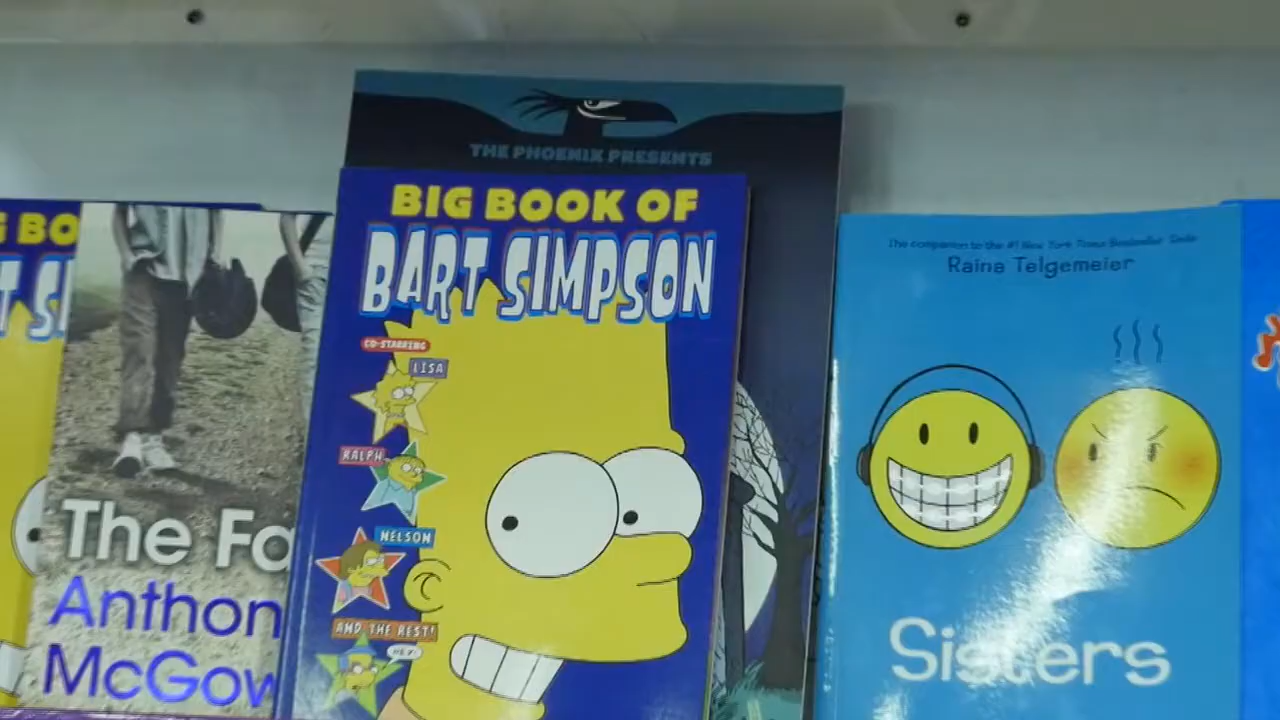 THE PHOENIX PRESENTS
BIG BOOK OF
BART SIMPSON
CO-STARRING
LISA
RALPH
NELSON
AND THE REST!
HEY!
G BO
T SI
The Fa
Anthon
McGow
The companion to the #1 New York Times Bestseller Smile
Raina Telgemeier
Sisters